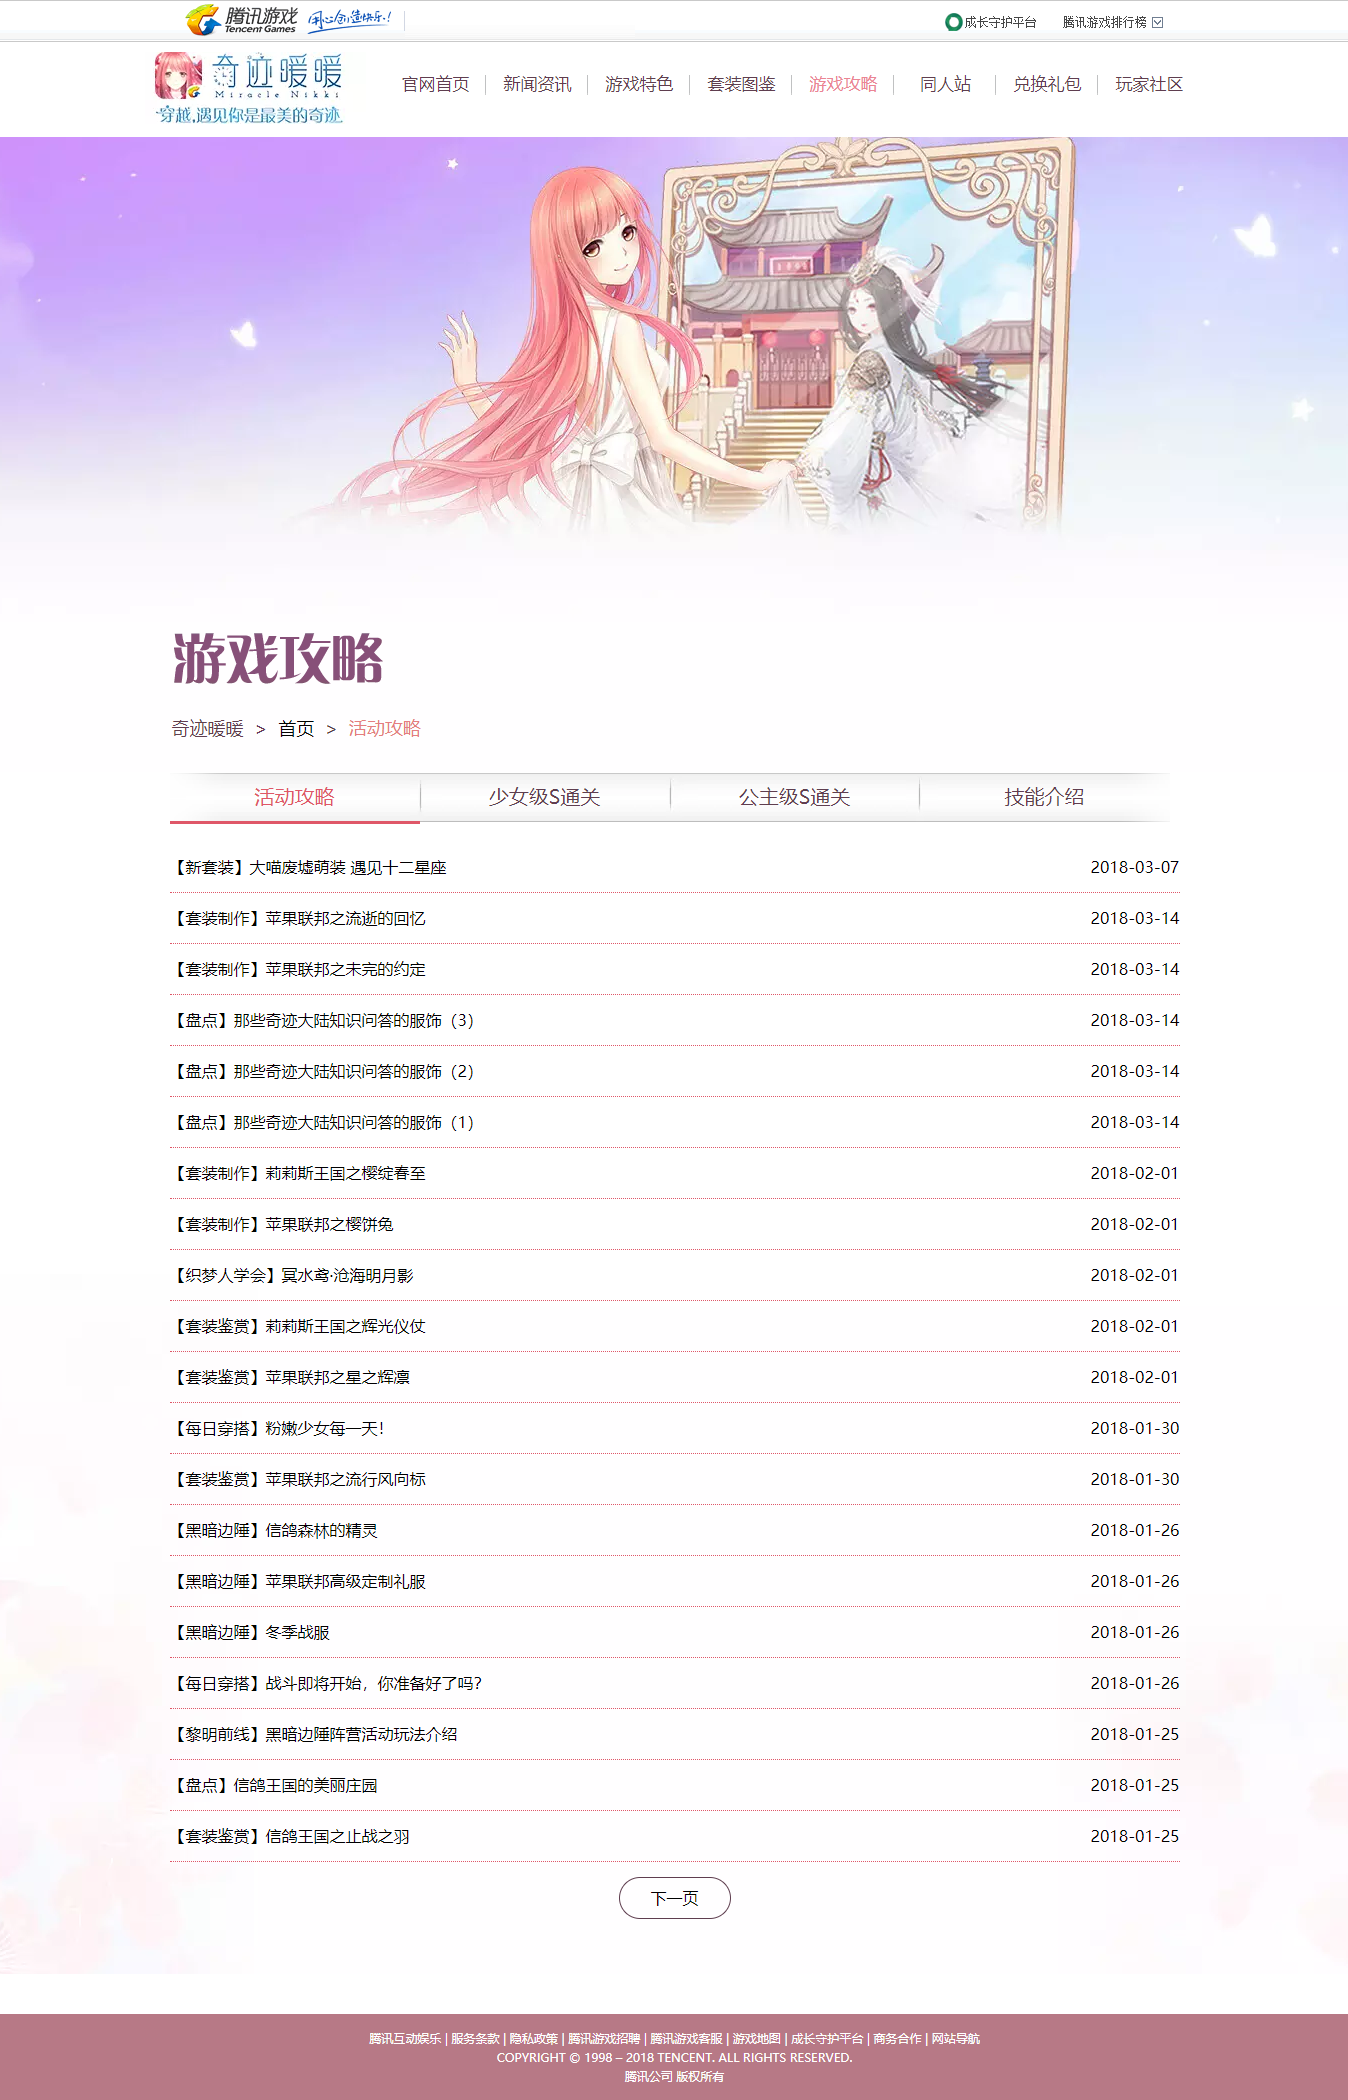 腾讯游戏 用心创造快乐!
Tencent Games
成长守护平台 腾讯游戏排行榜
奇迹暖暖
Miracle Nikki
穿越,遇见你是最美的奇迹
官网首页 新闻资讯 游戏特色 套装图鉴 游戏攻略 同人站 兑换礼包 玩家社区
游戏攻略
奇迹暖暖 > 首页 > 活动攻略
活动攻略 少女级S通关 公主级S通关 技能介绍
【新套装】大喵废墟萌装 遇见十二星座 2018-03-07
【套装制作】苹果联邦之流逝的回忆 2018-03-14
【套装制作】苹果联邦之未完的约定 2018-03-14
【盘点】那些奇迹大陆知识问答的服饰（3） 2018-03-14
【盘点】那些奇迹大陆知识问答的服饰（2） 2018-03-14
【盘点】那些奇迹大陆知识问答的服饰（1） 2018-03-14
【套装制作】莉莉斯王国之樱绽春至 2018-02-01
【套装制作】苹果联邦之樱饼兔 2018-02-01
【织梦人学会】冥水鸢·沧海明月影 2018-02-01
【套装鉴赏】莉莉斯王国之辉光仪仗 2018-02-01
【套装鉴赏】苹果联邦之星之辉凛 2018-02-01
【每日穿搭】粉嫩少女每一天！ 2018-01-30
【套装鉴赏】苹果联邦之流行风向标 2018-01-30
【黑暗边陲】信鸽森林的精灵 2018-01-26
【黑暗边陲】苹果联邦高级定制礼服 2018-01-26
【黑暗边陲】冬季战服 2018-01-26
【每日穿搭】战斗即将开始，你准备好了吗？ 2018-01-26
【黎明前线】黑暗边陲阵营活动玩法介绍 2018-01-25
【盘点】信鸽王国的美丽庄园 2018-01-25
【套装鉴赏】信鸽王国之止战之羽 2018-01-25
下一页
腾讯互动娱乐 | 服务条款 | 隐私政策 | 腾讯游戏招聘 | 腾讯游戏客服 | 游戏地图 | 成长守护平台 | 商务合作 | 网站导航
COPYRIGHT © 1998 – 2018 TENCENT. ALL RIGHTS RESERVED.
腾讯公司 版权所有